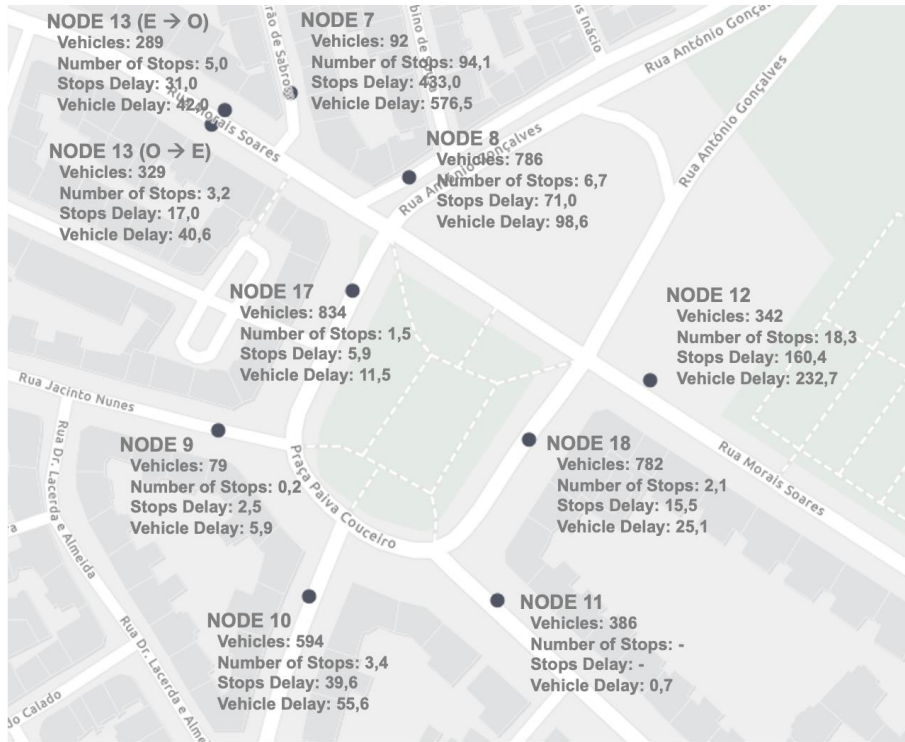 NODE 13 (E → O)
Vehicles: 289
Number of Stops: 5,0
Stops Delay: 31,0
Vehicle Delay: 42,0
NODE 7
Vehicles: 92
Number of Stops: 94,1
Stops Delay: 433,0
Vehicle Delay: 576,5
Rua Morais Soares
Rua António Gonçalves
NODE 13 (O → E)
Vehicles: 329
Number of Stops: 3,2
Stops Delay: 17,0
Vehicle Delay: 40,6
NODE 8
Vehicles: 786
Number of Stops: 6,7
Stops Delay: 71,0
Vehicle Delay: 98,6
Rua António Gonçalves
Inácio
Rua António Gonça
NODE 17
Vehicles: 834
Number of Stops: 1,5
Stops Delay: 5,9
Vehicle Delay: 11,5
NODE 12
Vehicles: 342
Number of Stops: 18,3
Stops Delay: 160,4
Vehicle Delay: 232,7
Rua Jacinto Nunes
Rua Dr. Lacerda e Almeida
NODE 9
Vehicles: 79
Number of Stops: 0,2
Stops Delay: 2,5
Vehicle Delay: 5,9
Praça Paiva Couceiro
NODE 18
Vehicles: 782
Number of Stops: 2,1
Stops Delay: 15,5
Vehicle Delay: 25,1
Rua Morais Soares
NODE 10
Vehicles: 594
Number of Stops: 3,4
Stops Delay: 39,6
Vehicle Delay: 55,6
NODE 11
Vehicles: 386
Number of Stops: -
Stops Delay: -
Vehicle Delay: 0,7
Rua Dr. Lacerda e Alme
do Calado